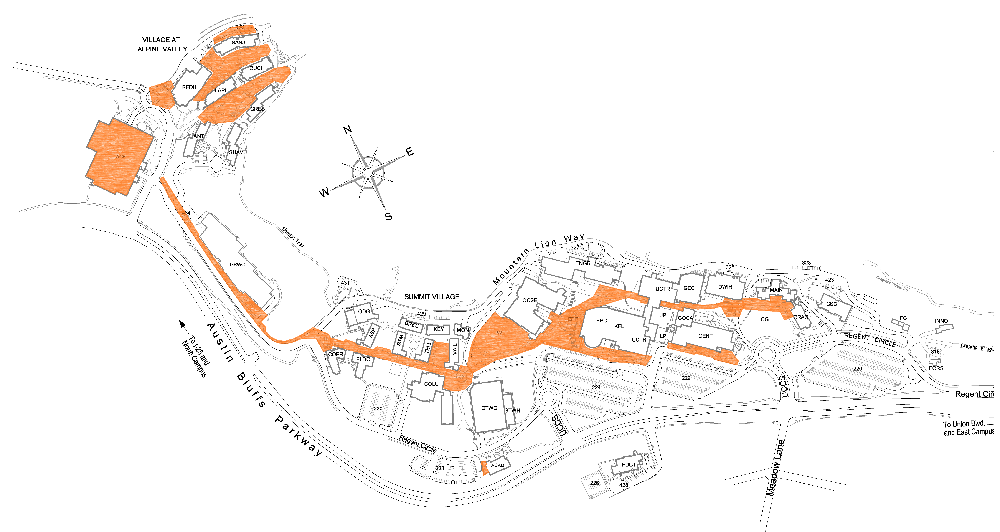 438
VILLAGE AT
ALPINE VALLEY
SANJ
CUCH
RFDH
LAPL
CRES
AGF
ANT
SHAV
N
E
W
S
434
GRWC
Sherpa Trail
Mountain Lion Way
327
ENGR
323
325
423
Cragmor Village Rd
431
SUMMIT VILLAGE
429
LODG
BREC
KEY
MON
ASP
STM
TELL
VAIL
COPR
ELDO
COLU
OCSE
WL
EPP
EPC
KFL
UCTR
UCTR
GEC
DWIR
MAIN
UP
GOCA
LP
CENT
CG
CRAG
CSB
FG
INNO
REGENT CIRCLE
Cragmor Village
318
FORS
220
222
224
UCCS
Regent Circ
To I-25 and
North Campus
Austin Bluffs Parkway
230
GTWG
GTWH
UCCS
Regent Circle
228
ACAD
FDCT
226
428
Meadow Lane
To Union Blvd.
and East Campus